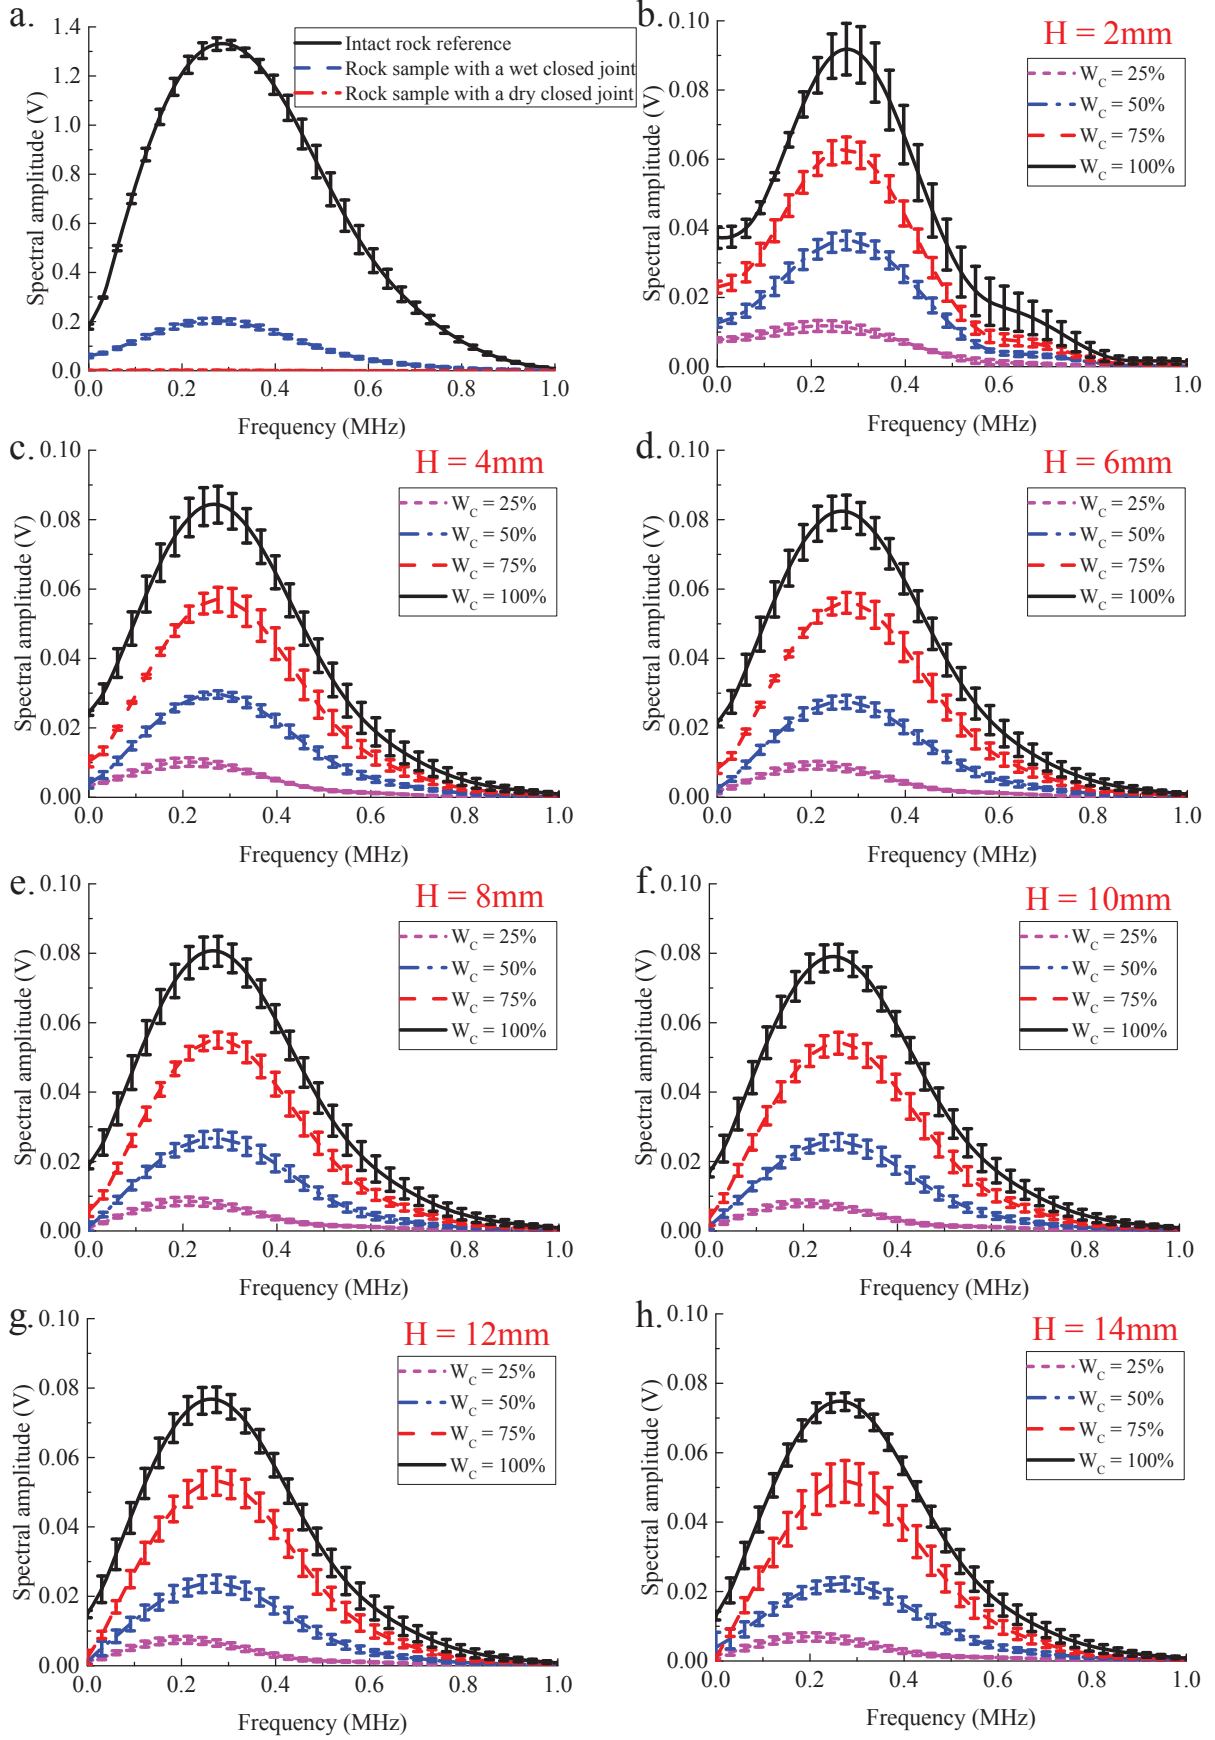 a.
1.4
1.2
1.0
0.8
0.6
0.4
0.2
0.0
Spectral amplitude (V)
Intact rock reference
Rock sample with a wet closed joint
Rock sample with a dry closed joint
0.0 0.2 0.4 0.6 0.8 1.0
Frequency (MHz)
b.
H = 2mm
0.10
0.08
0.06
0.04
0.02
0.00
Spectral amplitude (V)
WC = 25%
WC = 50%
WC = 75%
WC = 100%
0.0 0.2 0.4 0.6 0.8 1.0
Frequency (MHz)
c.
H = 4mm
0.10
0.08
0.06
0.04
0.02
0.00
Spectral amplitude (V)
WC = 25%
WC = 50%
WC = 75%
WC = 100%
0.0 0.2 0.4 0.6 0.8 1.0
Frequency (MHz)
d.
H = 6mm
0.10
0.08
0.06
0.04
0.02
0.00
Spectral amplitude (V)
WC = 25%
WC = 50%
WC = 75%
WC = 100%
0.0 0.2 0.4 0.6 0.8 1.0
Frequency (MHz)
e.
H = 8mm
0.10
0.08
0.06
0.04
0.02
0.00
Spectral amplitude (V)
WC = 25%
WC = 50%
WC = 75%
WC = 100%
0.0 0.2 0.4 0.6 0.8 1.0
Frequency (MHz)
f.
H = 10mm
0.10
0.08
0.06
0.04
0.02
0.00
Spectral amplitude (V)
WC = 25%
WC = 50%
WC = 75%
WC = 100%
0.0 0.2 0.4 0.6 0.8 1.0
Frequency (MHz)
g.
H = 12mm
0.10
0.08
0.06
0.04
0.02
0.00
Spectral amplitude (V)
WC = 25%
WC = 50%
WC = 75%
WC = 100%
0.0 0.2 0.4 0.6 0.8 1.0
Frequency (MHz)
h.
H = 14mm
0.10
0.08
0.06
0.04
0.02
0.00
Spectral amplitude (V)
WC = 25%
WC = 50%
WC = 75%
WC = 100%
0.0 0.2 0.4 0.6 0.8 1.0
Frequency (MHz)